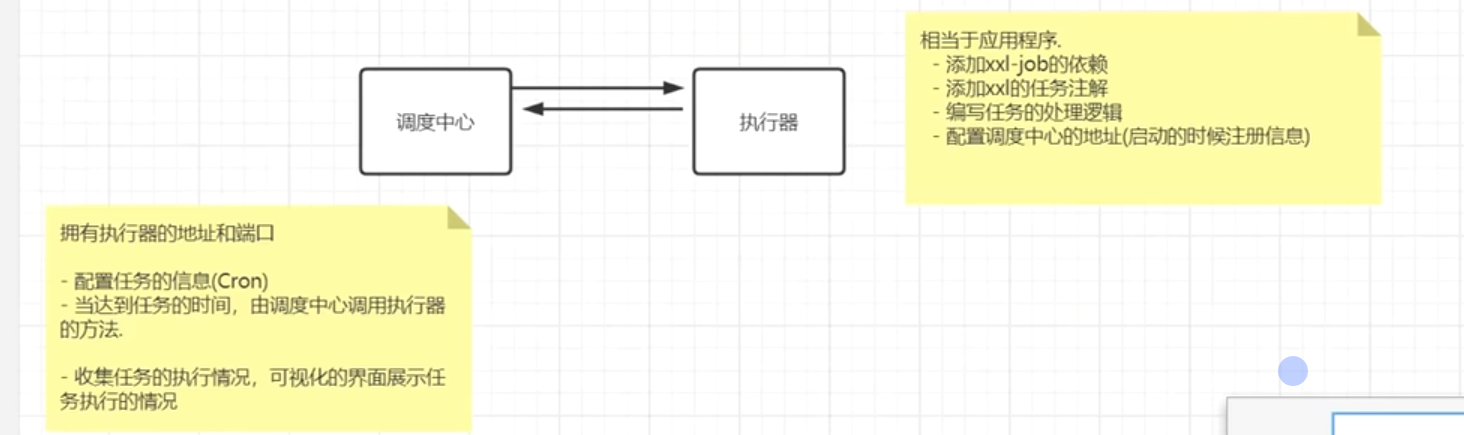 相当于应用程序.
- 添加xxl-job的依赖
- 添加xxl的任务注解
- 编写任务的处理逻辑
- 配置调度中心的地址(启动的时候注册信息)
调度中心
执行器
拥有执行器的地址和端口
- 配置任务的信息(Cron)
- 当达到任务的时间，由调度中心调用执行器
的方法.
- 收集任务的执行情况，可视化的界面展示任
务执行的情况